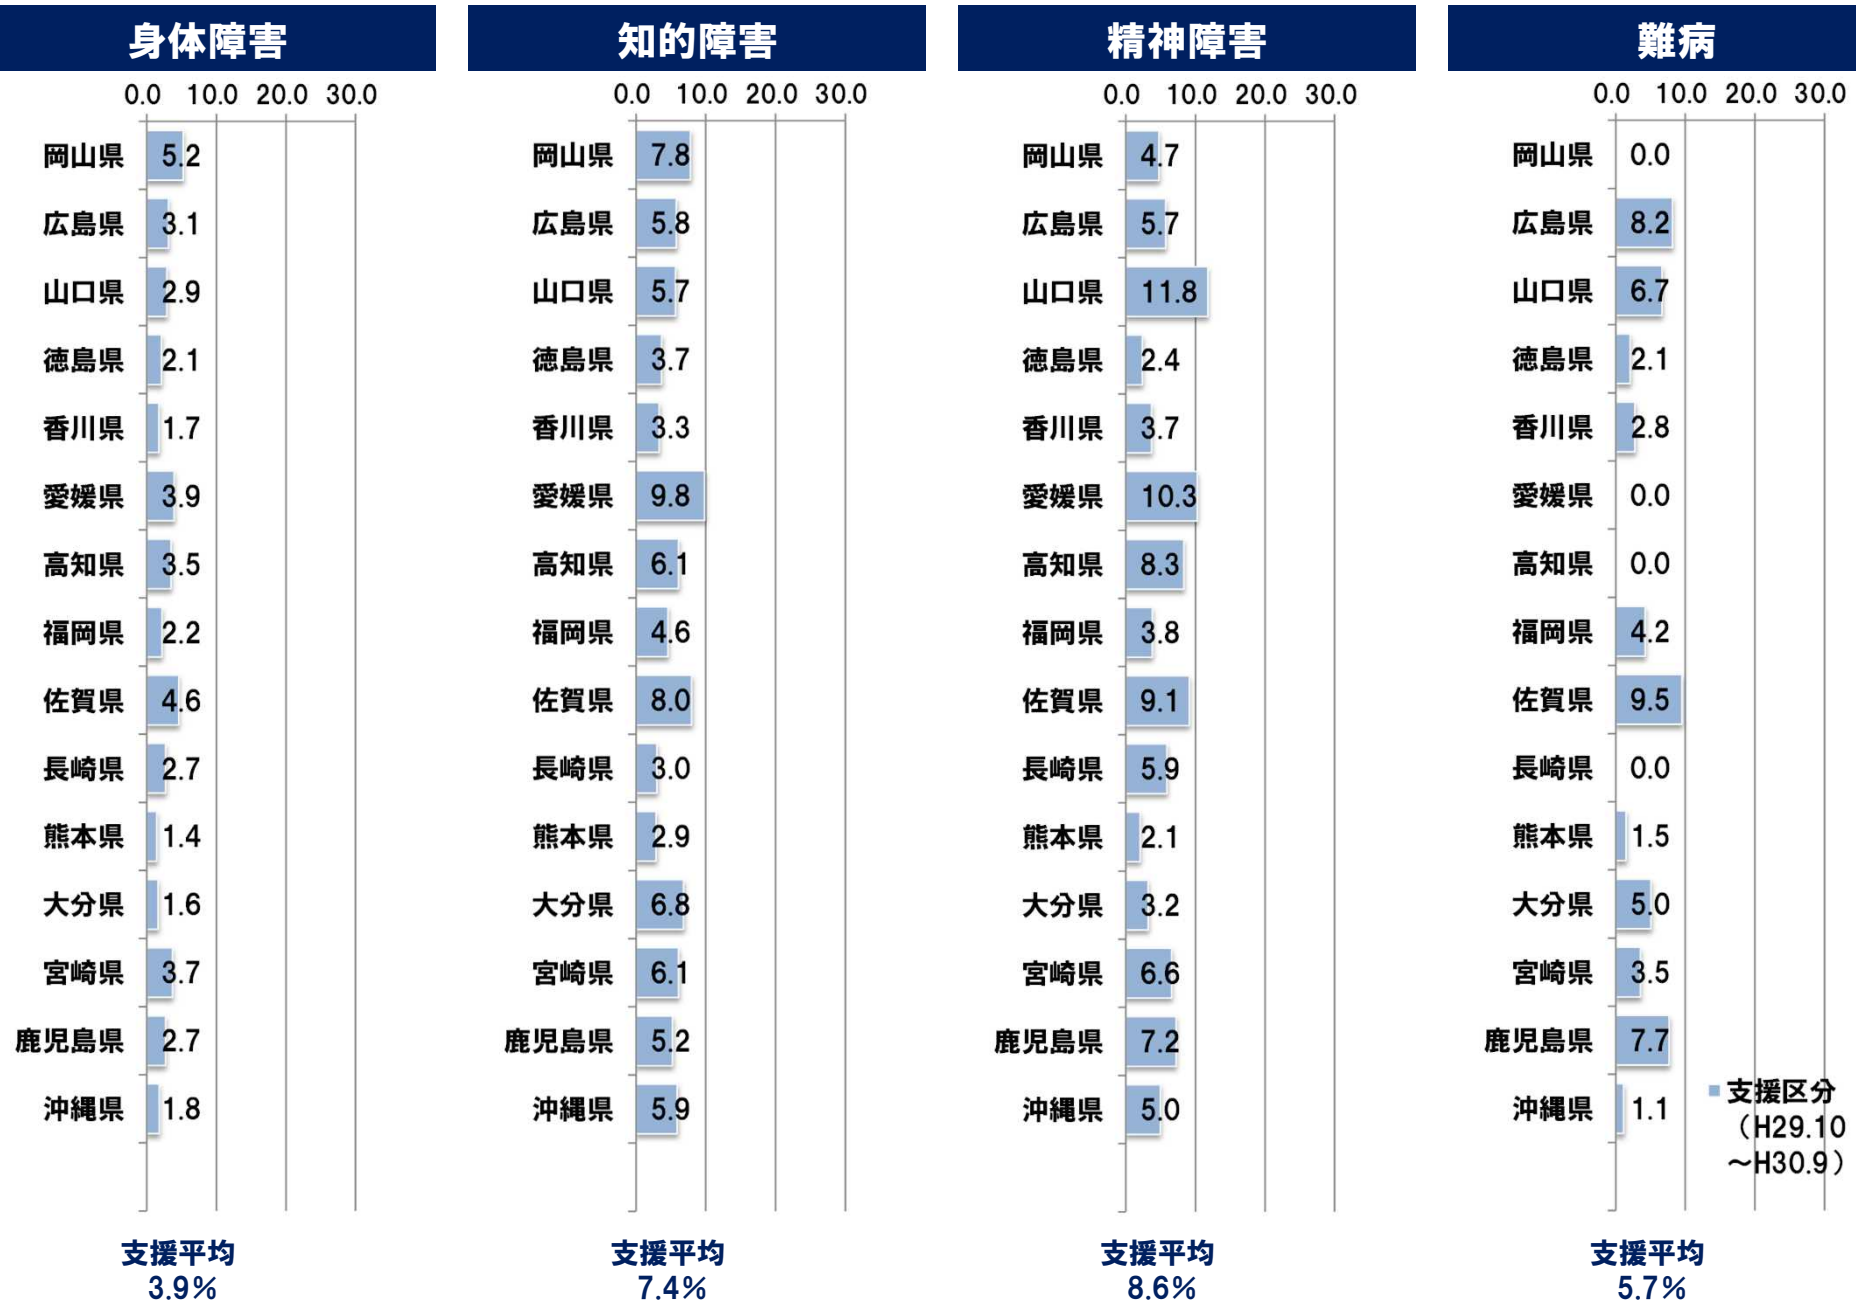 身体障害
0.0 10.0 20.0 30.0
岡山県 5.2
広島県 3.1
山口県 2.9
徳島県 2.1
香川県 1.7
愛媛県 3.9
高知県 3.5
福岡県 2.2
佐賀県 4.6
長崎県 2.7
熊本県 1.4
大分県 1.6
宮崎県 3.7
鹿児島県 2.7
沖縄県 1.8
支援平均
3.9%
知的障害
0.0 10.0 20.0 30.0
岡山県 7.8
広島県 5.8
山口県 5.7
徳島県 3.7
香川県 3.3
愛媛県 9.8
高知県 6.1
福岡県 4.6
佐賀県 8.0
長崎県 3.0
熊本県 2.9
大分県 6.8
宮崎県 6.1
鹿児島県 5.2
沖縄県 5.9
支援平均
7.4%
精神障害
0.0 10.0 20.0 30.0
岡山県 4.7
広島県 5.7
山口県 11.8
徳島県 2.4
香川県 3.7
愛媛県 10.3
高知県 8.3
福岡県 3.8
佐賀県 9.1
長崎県 5.9
熊本県 2.1
大分県 3.2
宮崎県 6.6
鹿児島県 7.2
沖縄県 5.0
支援平均
8.6%
難病
0.0 10.0 20.0 30.0
岡山県 0.0
広島県 8.2
山口県 6.7
徳島県 2.1
香川県 2.8
愛媛県 0.0
高知県 0.0
福岡県 4.2
佐賀県 9.5
長崎県 0.0
熊本県 1.5
大分県 5.0
宮崎県 3.5
鹿児島県 7.7
沖縄県 1.1
支援区分
（H29.10
～H30.9）
支援平均
5.7%